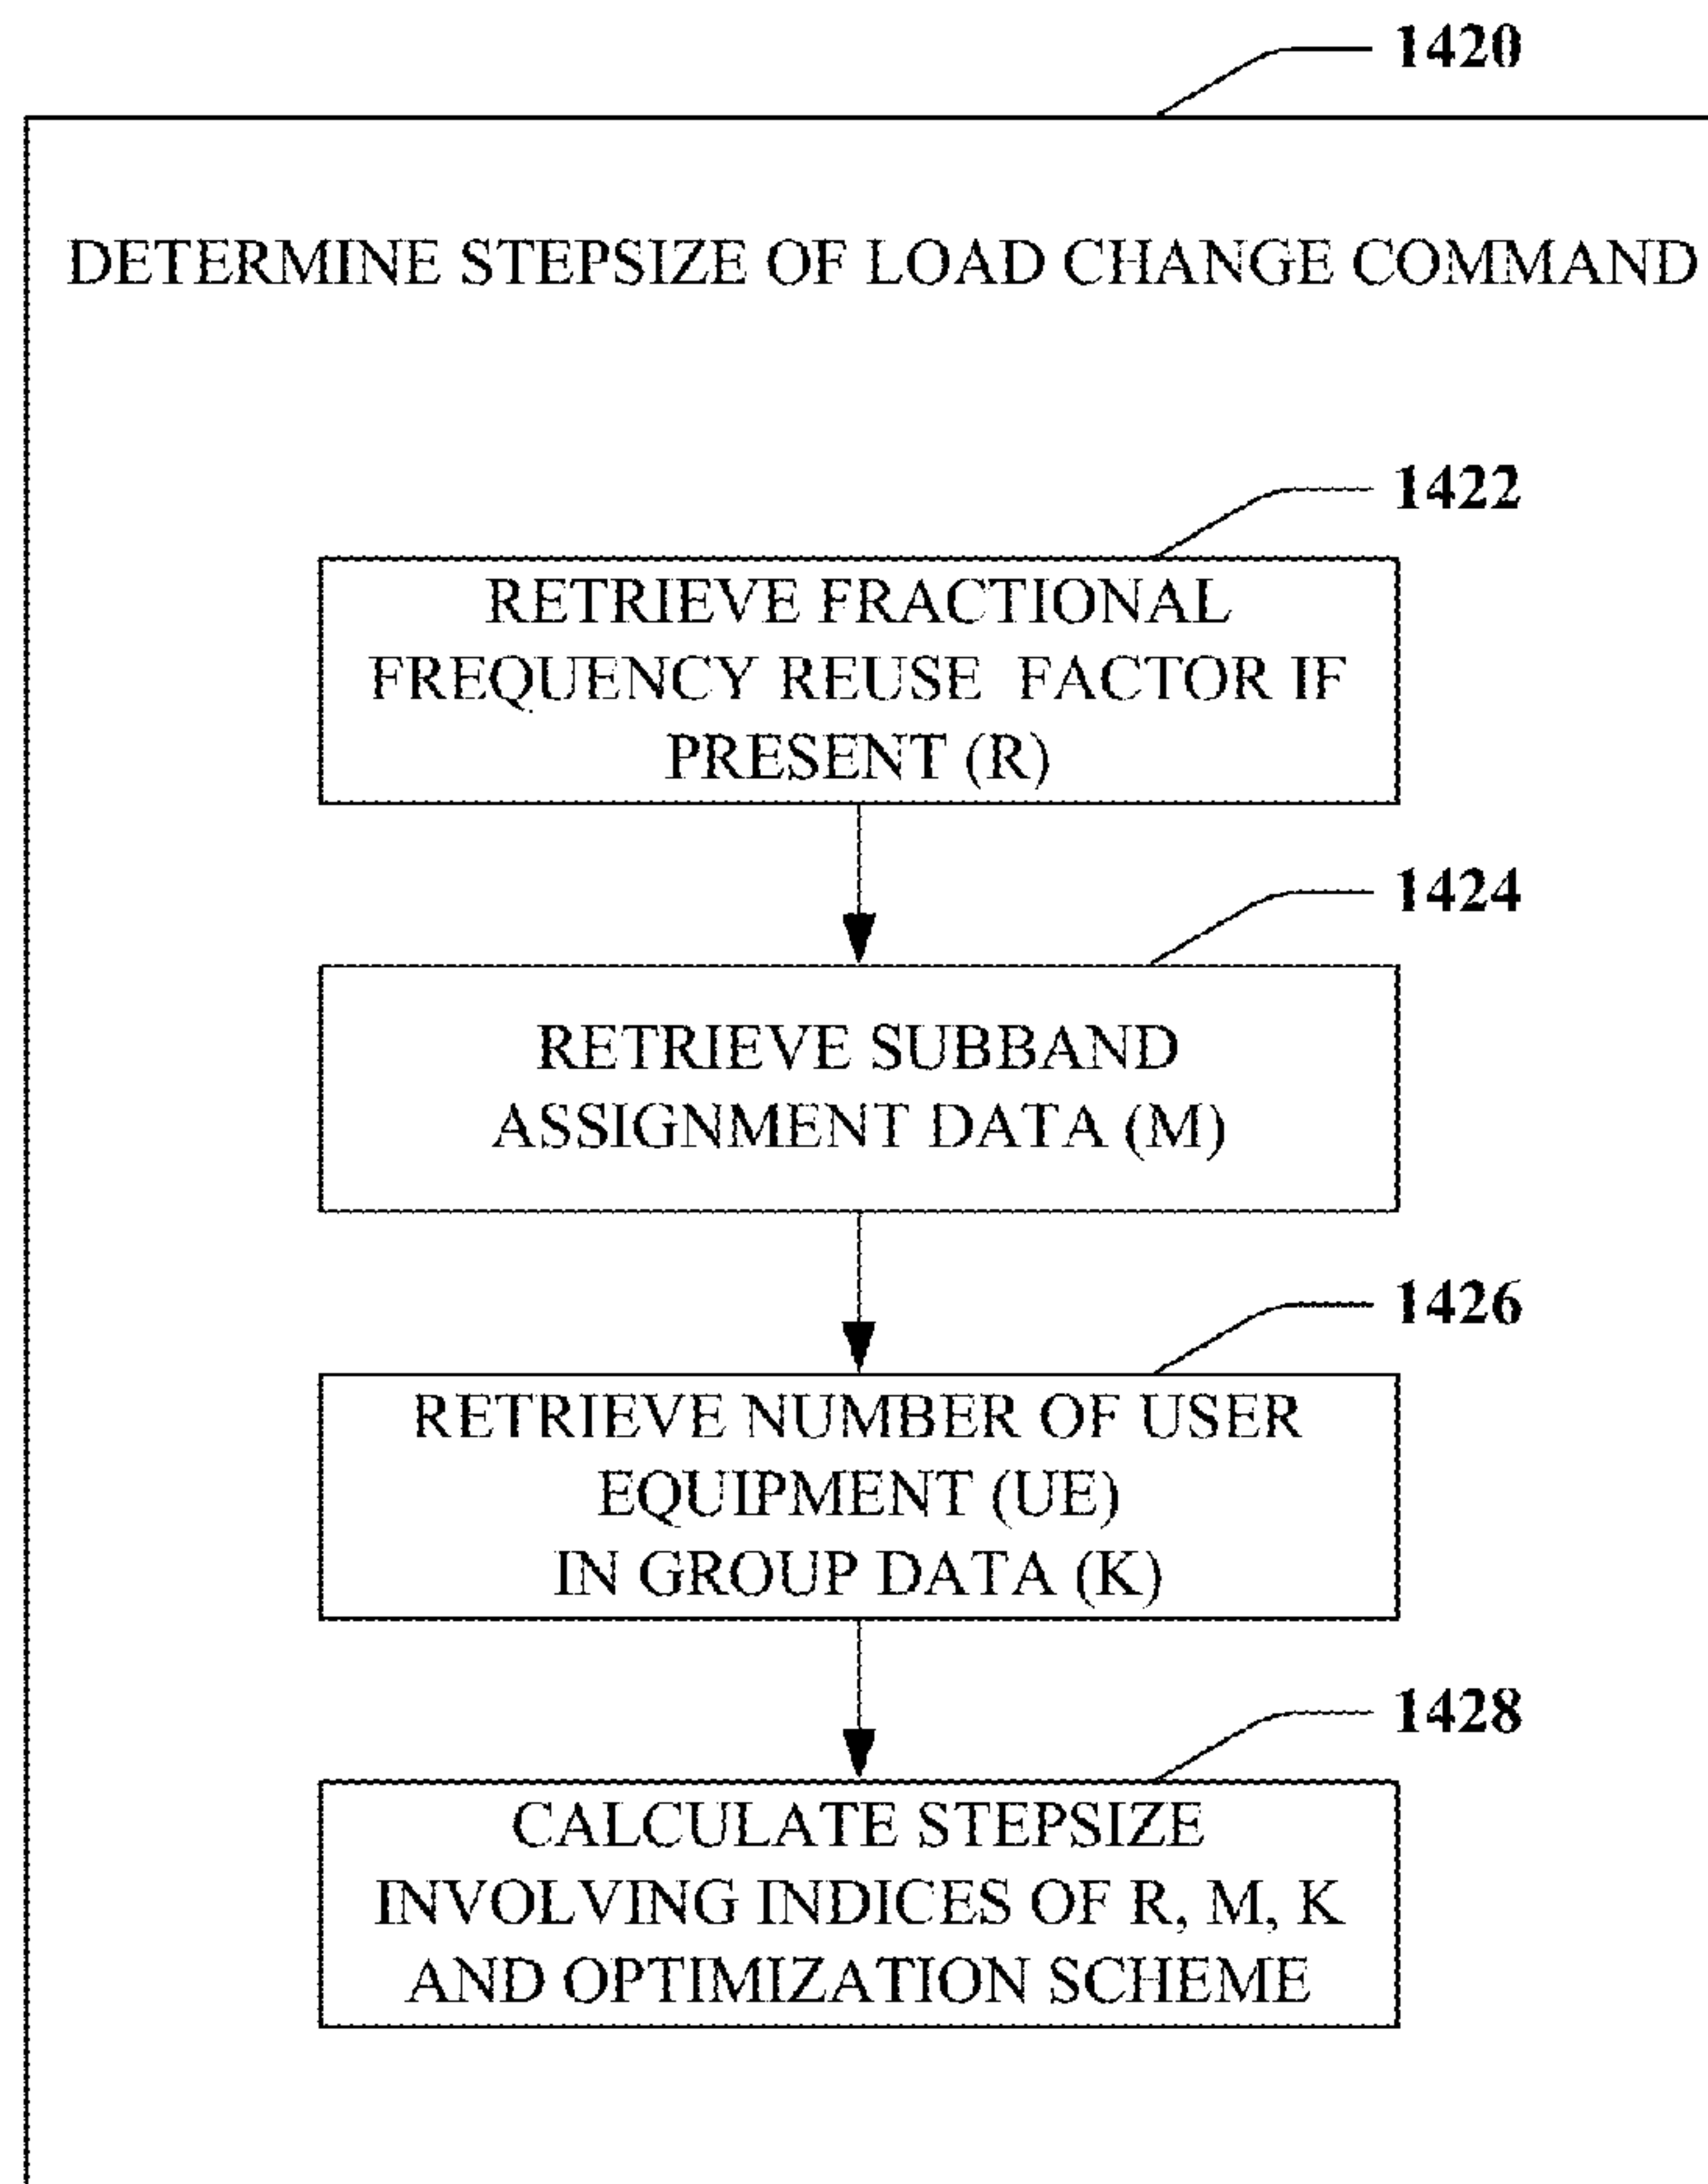 1420
DETERMINE STEPSIZE OF LOAD CHANGE COMMAND
1422
RETRIEVE FRACTIONAL
FREQUENCY REUSE FACTOR IF
PRESENT (R)
1424
RETRIEVE SUBBAND
ASSIGNMENT DATA (M)
1426
RETRIEVE NUMBER OF USER
EQUIPMENT (UE)
IN GROUP DATA (K)
1428
CALCULATE STEPSIZE
INVOLVING INDICES OF R, M, K
AND OPTIMIZATION SCHEME